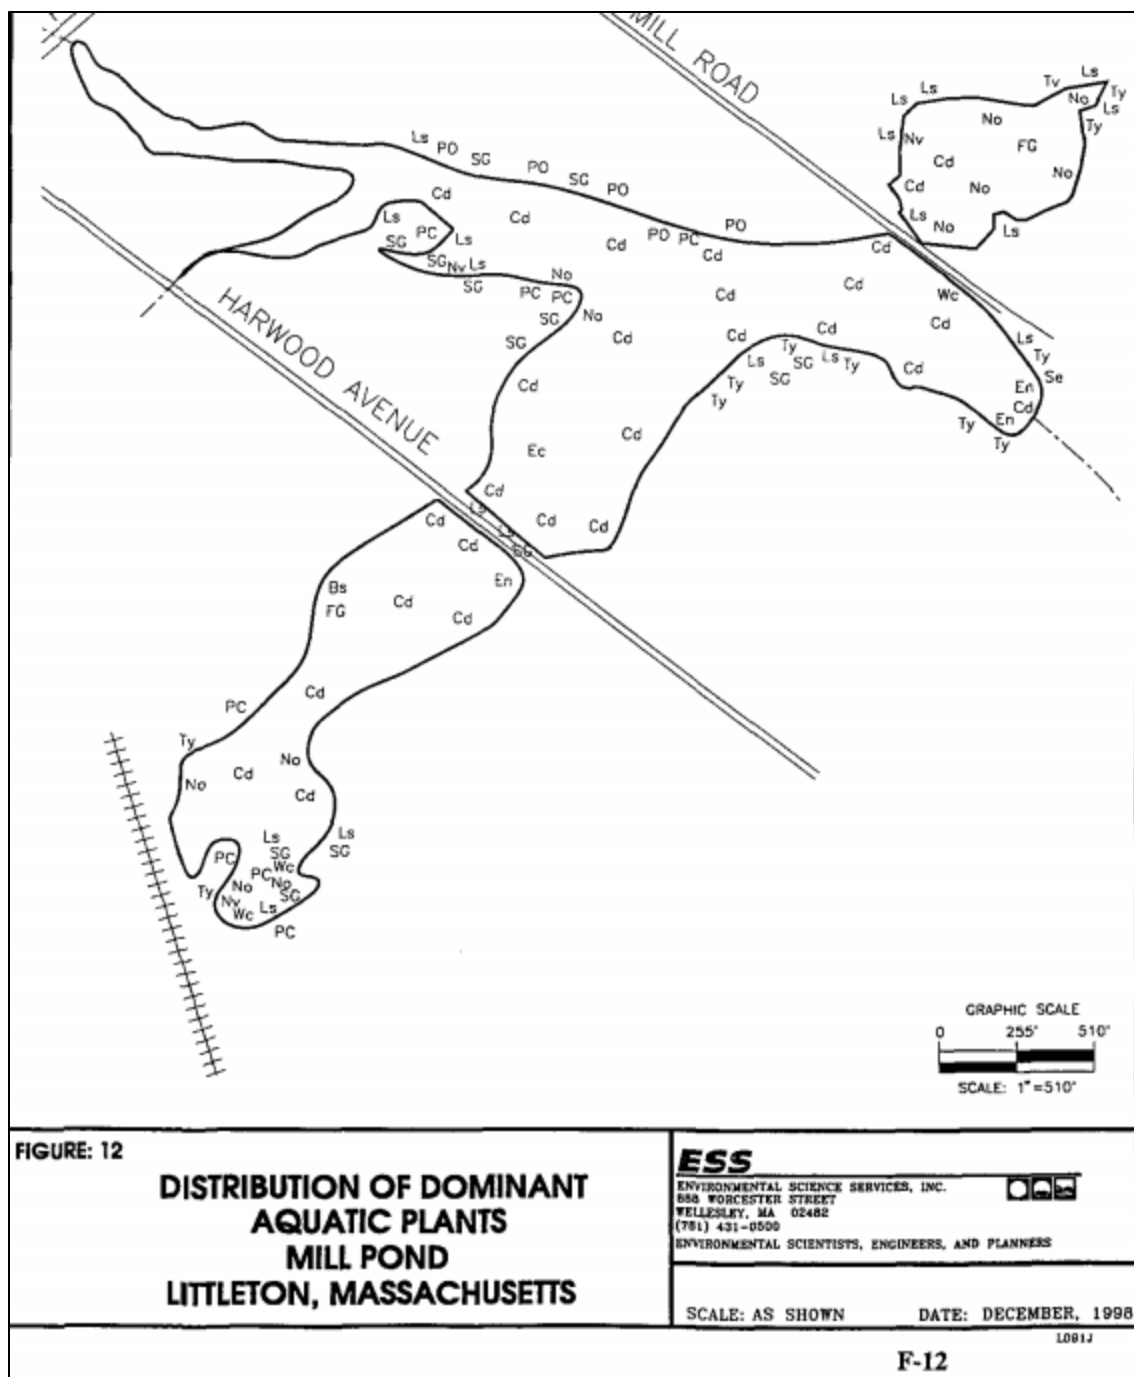 MILL ROAD
Ls
Ls
Ls
Tv
Ls
No
Ty
Ls
Ty
No
Ls
Nv
FG
Cd
No
No
Cd
Ls
No
Ls
Ls
PO
SG
PO
SG
PO
Cd
Cd
PO
PC
PO
Cd
Cd
Cd
Ls
PC
SG
Ls
SG
Nv
Ls
SG
No
PC
PC
SG
No
SG
Cd
Cd
Cd
Cd
Wc
Cd
Cd
Cd
Ls
Ty
Se
Ty
SG
Ls
Ty
Ls
SG
Ty
Ty
Cd
En
Cd
En
Ty
Ty
HARWOOD AVENUE
Cd
Cd
Ec
Cd
Cd
Cd
Ls
Ls
SG
Cd
Cd
En
Bs
FG
Cd
Cd
PC
Cd
Ty
No
Cd
No
Cd
Ls
SG
Ls
SG
PC
Wc
PC
No
No
SG
Ty
Nv
Wc
Ls
PC
GRAPHIC SCALE
0 255' 510'
SCALE: 1"=510'
FIGURE: 12
DISTRIBUTION OF DOMINANT
AQUATIC PLANTS
MILL POND
LITTLETON, MASSACHUSETTS
ESS
ENVIRONMENTAL SCIENCE SERVICES, INC.
888 WORCESTER STREET
WELLESLEY, MA 02482
(781) 431-0500
ENVIRONMENTAL SCIENTISTS, ENGINEERS, AND PLANNERS
SCALE: AS SHOWN DATE: DECEMBER, 1998
L091J
F-12